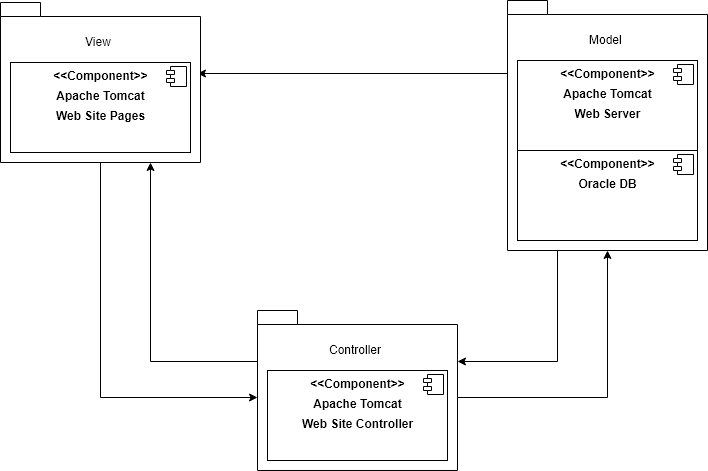 View
<<Component>>
Apache Tomcat
Web Site Pages
Model
<<Component>>
Apache Tomcat
Web Server
<<Component>>
Oracle DB
Controller
<<Component>>
Apache Tomcat
Web Site Controller